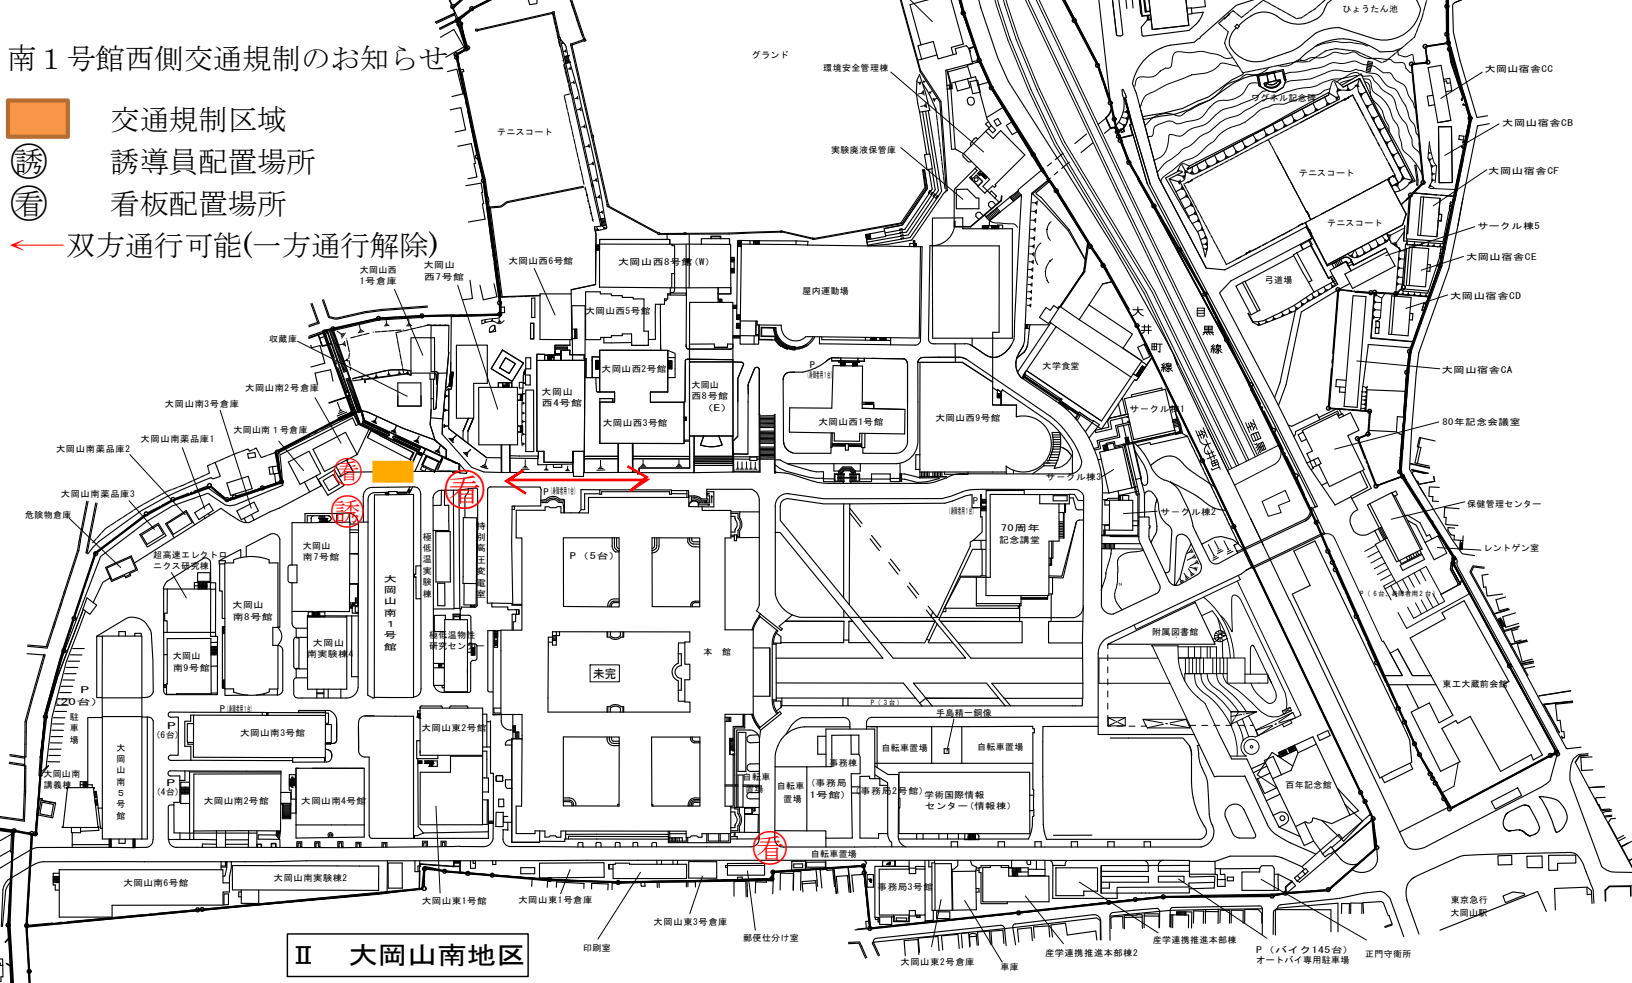 南１号館西側交通規制のお知らせ
交通規制区域
誘 誘導員配置場所
看 看板配置場所
双方通行可能(一方通行解除)
ひょうたん池
グランド
環境安全管理棟
大岡山宿舎CC
ワグネル記念碑
テニスコート
大岡山宿舎CB
実験廃液保管庫
テニスコート
大岡山宿舎CF
テニスコート
サークル棟5
大岡山宿舎CE
大岡山西
1号倉庫
大岡山
西7号館
大岡山西6号館
大岡山西8号館(W)
屋内運動場
弓道場
大岡山宿舎CD
大岡山西5号館
大井町線
目黒線
収蔵庫
大岡山西2号館
大学食堂
大岡山宿舎CA
大岡山南2号倉庫
大岡山
西4号館
大岡山
西8号館
(E)
P
大岡山南3号倉庫
サークル棟1
大岡山南１号倉庫
大岡山西3号館
大岡山西1号館
大岡山西9号館
80年記念会議室
大岡山南薬品庫1
大岡山南薬品庫2
至大井町
至目黒
看
看
サークル棟3
大岡山南薬品庫3
誘
P
P
保健管理センター
危険物倉庫
サークル棟2
70周年
記念講堂
超高速エレクトロ
ニクス研究棟
大岡山
南7号館
極低温実験棟
特別高圧変電室
P（5台）
レントゲン室
大岡山
南8号館
大岡山南1号館
大岡山
南実験棟4
極低温物性
研究センター
附属図書館
大岡山
南9号館
未完
本　館
P
(20台)
東工大蔵前会館
P（3台）
手島精一銅像
駐車場
P
(6台)
大岡山南3号館
大岡山東2号館
自転車置場
自転車置場
大岡山南5号館
事務棟
大岡山南
講義棟
P
(4台)
大岡山南2号館
大岡山南4号館
自転車
置場
自転車
置場
(事務局
1号館)
(事務局2号館)
学術国際情報
センター(情報棟)
百年記念館
看
自転車置場
大岡山南6号館
大岡山南実験棟2
大岡山東1号館
大岡山東1号倉庫
印刷室
大岡山東3号倉庫
郵便仕分け室
事務局3号館
大岡山東2号倉庫
車庫
産学連携推進本部棟2
産学連携推進本部棟
P（バイク145台）
オートバイ専用駐車場
正門守衛所
東京急行
大岡山駅
Ⅱ　大岡山南地区